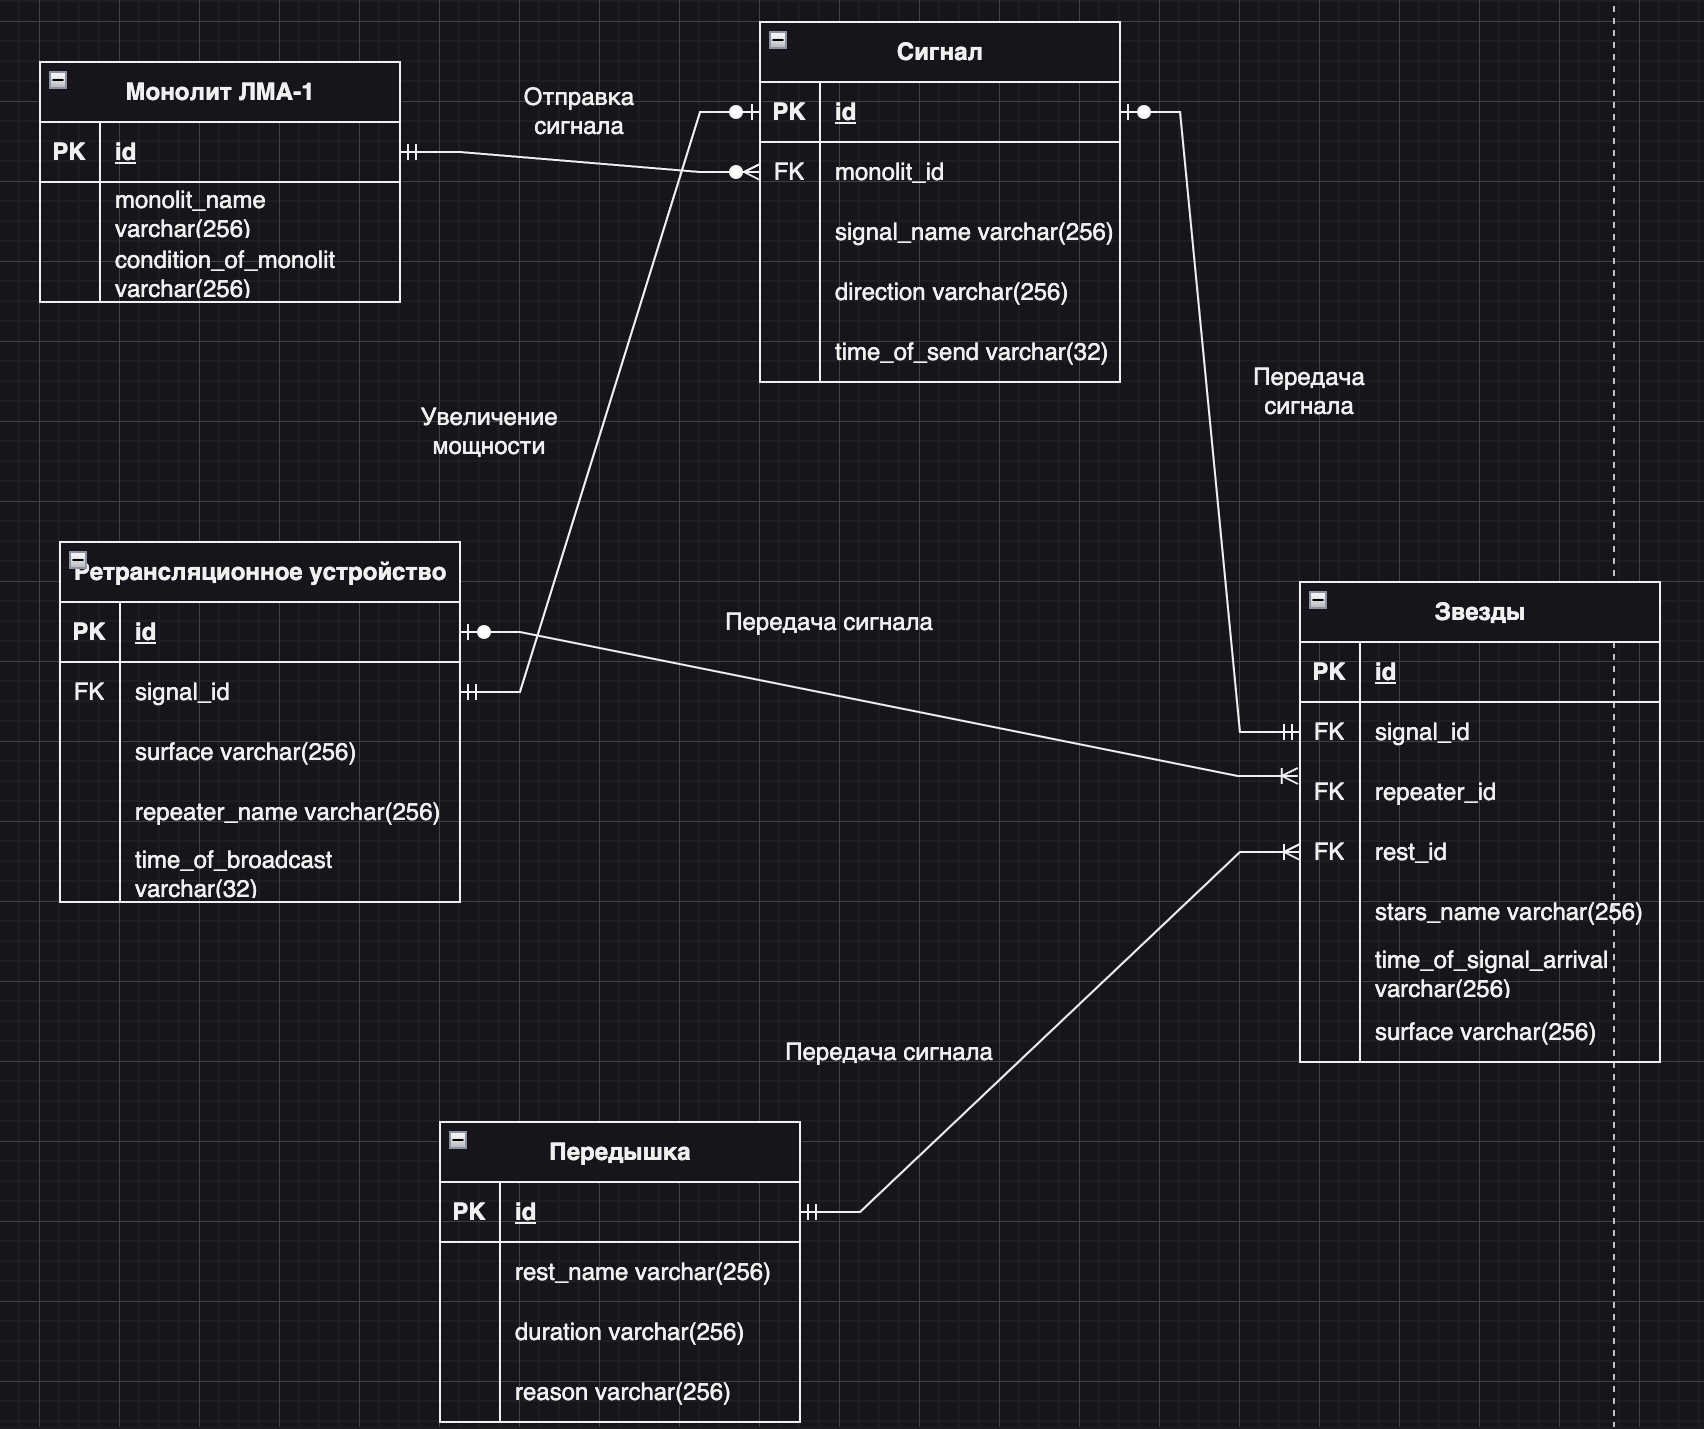 Монолит ЛМА-1
PK id
monolit_name
varchar(256)
condition_of_monolit
varchar(256)
Отправка
сигнала
Сигнал
PK id
FK monolit_id
signal_name varchar(256)
direction varchar(256)
time_of_send varchar(32)
Передача
сигнала
Увеличение
мощности
Ретрансляционное устройство
PK id
FK signal_id
surface varchar(256)
repeater_name varchar(256)
time_of_broadcast
varchar(32)
Передача сигнала
Звезды
PK id
FK signal_id
FK repeater_id
FK rest_id
stars_name varchar(256)
time_of_signal_arrival
varchar(256)
surface varchar(256)
Передача сигнала
Передышка
PK id
rest_name varchar(256)
duration varchar(256)
reason varchar(256)